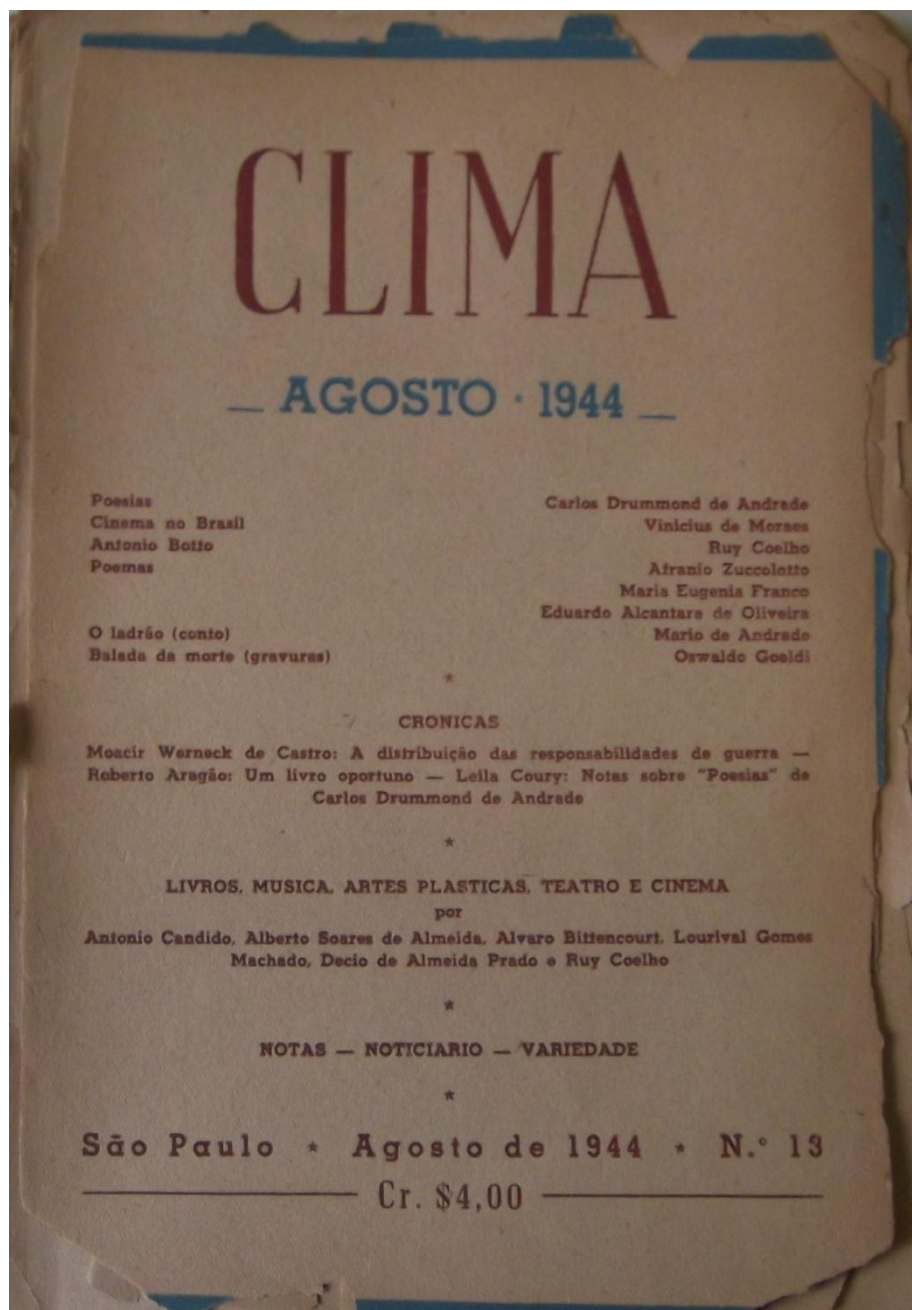 CLIMA
— AGOSTO · 1944 —
Poesias Carlos Drummond de Andrade
Cinema no Brasil Vinicius de Moraes
Antonio Botto Ruy Coelho
Poemas Afranio Zuccolotto
Maria Eugenia Franco
Eduardo Alcantara de Oliveira
O ladrão (conto) Mario de Andrade
Balada da morte (gravuras) Oswaldo Goeldi
*
CRONICAS
Moacir Werneck de Castro: A distribuição das responsabilidades de guerra —
Roberto Aragão: Um livro oportuno — Leila Coury: Notas sobre "Poesias" de
Carlos Drummond de Andrade
*
LIVROS, MUSICA, ARTES PLASTICAS, TEATRO E CINEMA
por
Antonio Candido, Alberto Soares de Almeida, Alvaro Bittencourt, Lourival Gomes
Machado, Decio de Almeida Prado e Ruy Coelho
*
NOTAS — NOTICIARIO — VARIEDADE
*
São Paulo * Agosto de 1944 * N.º 13
Cr. $4,00